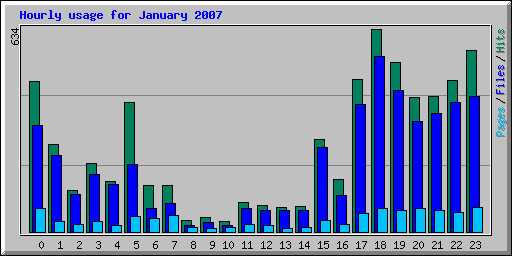 Hourly usage for January 2007
634
Pages/Files/Hits
0 1 2 3 4 5 6 7 8 9 10 11 12 13 14 15 16 17 18 19 20 21 22 23